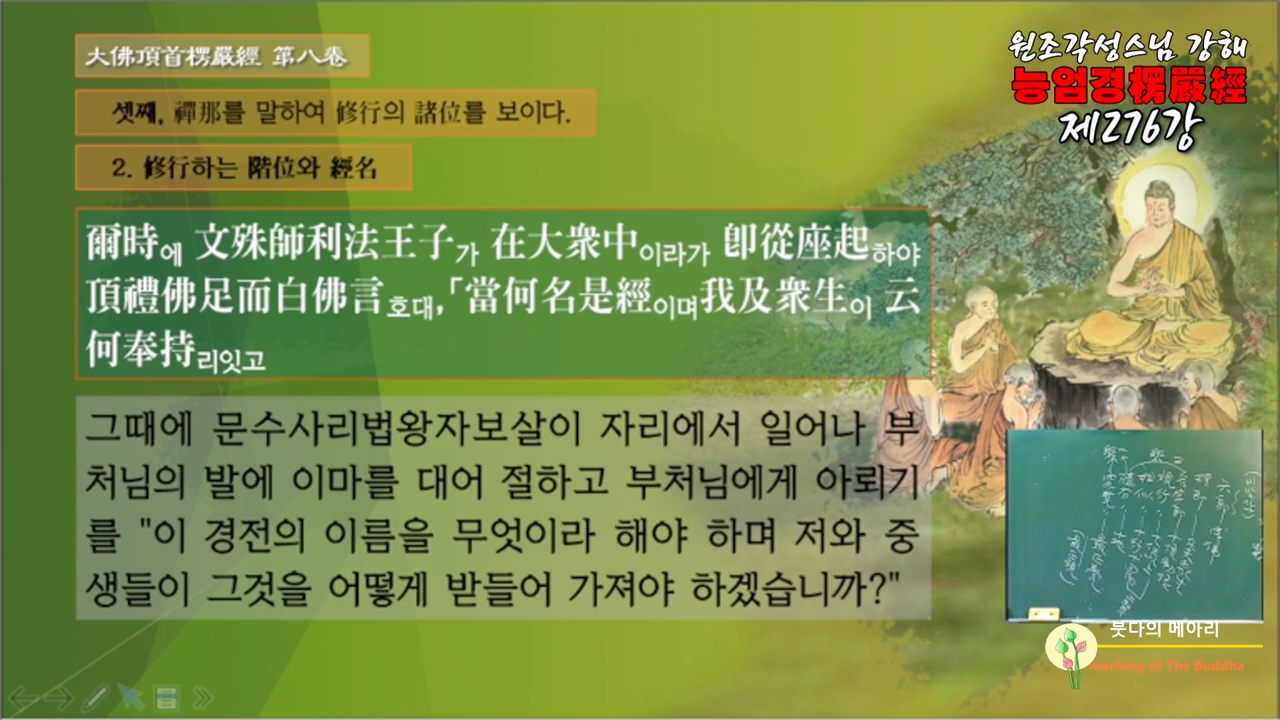 大佛頂首楞嚴經 第八卷
셋째, 禪那를 말하여 修行의 諸位를 보이다.
2. 修行하는 階位와 經名
爾時에 文殊師利法王子가 在大衆中이라가 卽從座起하야
頂禮佛足而白佛言호대,「當何名是經이며我及衆生이 云
何奉持리잇고
그때에 문수사리법왕자보살이 자리에서 일어나 부
처님의 발에 이마를 대어 절하고 부처님에게 아뢰기
를 "이 경전의 이름을 무엇이라 해야 하며 저와 중
생들이 그것을 어떻게 받들어 가져야 하겠습니까?"
원조각성스님 강해
능엄경楞嚴經
제276강
붓다의 메아리
Teaching of The Buddha